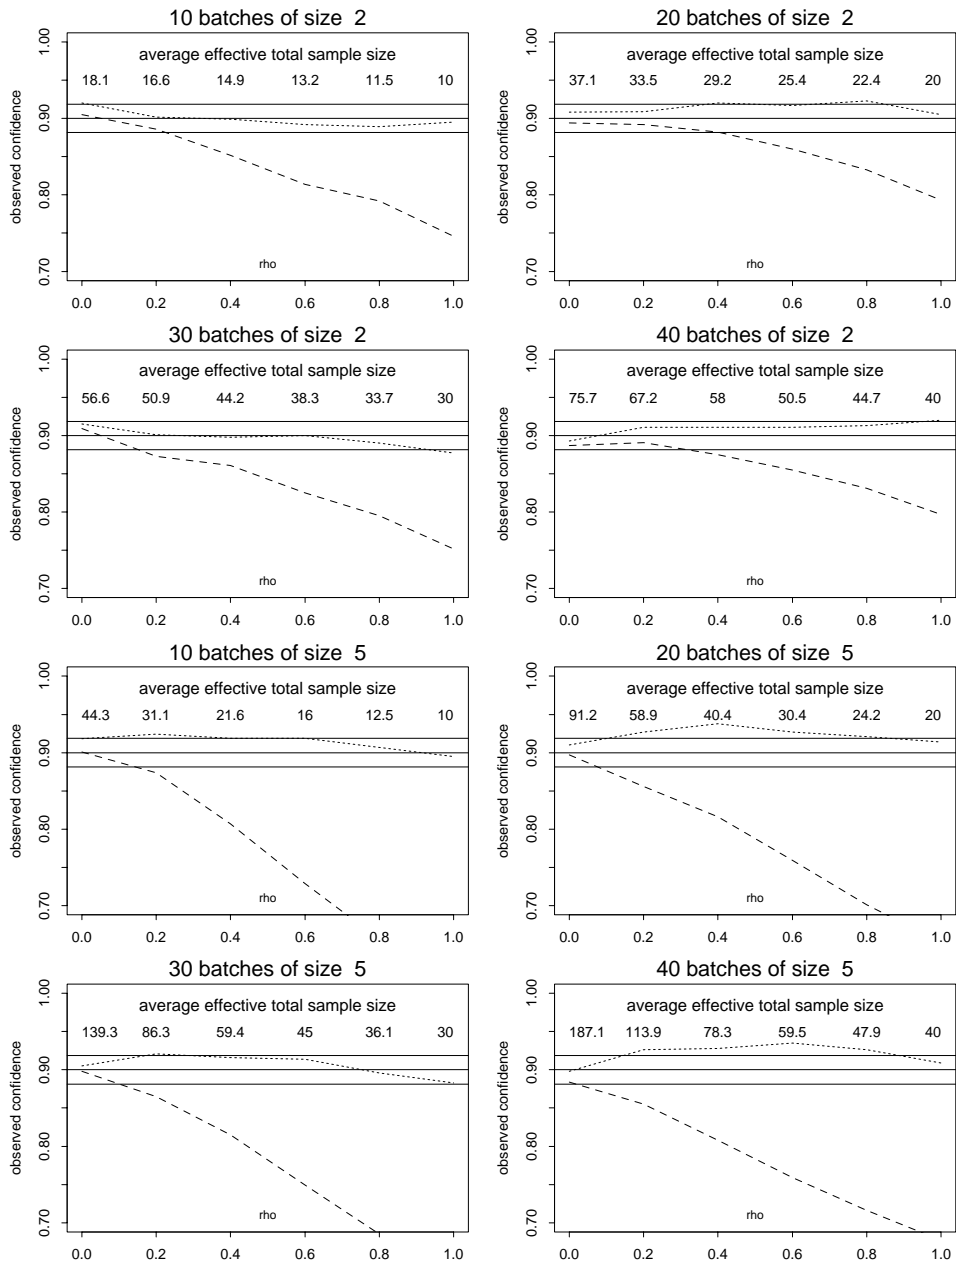 10 batches of size 2
average effective total sample size
18.1 16.6 14.9 13.2 11.5 10
observed confidence
0.70 0.80 0.90 1.00
rho
0.0 0.2 0.4 0.6 0.8 1.0
20 batches of size 2
average effective total sample size
37.1 33.5 29.2 25.4 22.4 20
observed confidence
0.70 0.80 0.90 1.00
rho
0.0 0.2 0.4 0.6 0.8 1.0
30 batches of size 2
average effective total sample size
56.6 50.9 44.2 38.3 33.7 30
observed confidence
0.70 0.80 0.90 1.00
rho
0.0 0.2 0.4 0.6 0.8 1.0
40 batches of size 2
average effective total sample size
75.7 67.2 58 50.5 44.7 40
observed confidence
0.70 0.80 0.90 1.00
rho
0.0 0.2 0.4 0.6 0.8 1.0
10 batches of size 5
average effective total sample size
44.3 31.1 21.6 16 12.5 10
observed confidence
0.70 0.80 0.90 1.00
rho
0.0 0.2 0.4 0.6 0.8 1.0
20 batches of size 5
average effective total sample size
91.2 58.9 40.4 30.4 24.2 20
observed confidence
0.70 0.80 0.90 1.00
rho
0.0 0.2 0.4 0.6 0.8 1.0
30 batches of size 5
average effective total sample size
139.3 86.3 59.4 45 36.1 30
observed confidence
0.70 0.80 0.90 1.00
rho
0.0 0.2 0.4 0.6 0.8 1.0
40 batches of size 5
average effective total sample size
187.1 113.9 78.3 59.5 47.9 40
observed confidence
0.70 0.80 0.90 1.00
rho
0.0 0.2 0.4 0.6 0.8 1.0